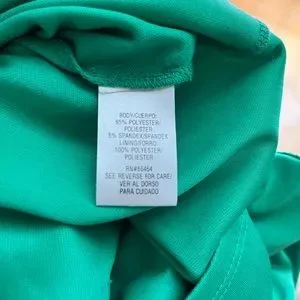 BODY/CUERPO:
95% POLYESTER/
POLIESTER
5% SPANDEX/SPANDEX
LINING/FORRO:
100% POLYESTER/
POLIESTER
RN#55454
SEE REVERSE FOR CARE/
VER AL DORSO
PARA CUIDADO